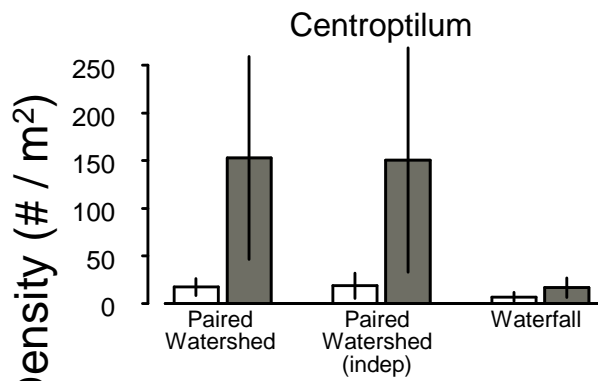 Centroptilum
Density (# / m²)
250
200
150
100
50
0
Paired
Watershed
Paired
Watershed
(indep)
Waterfall